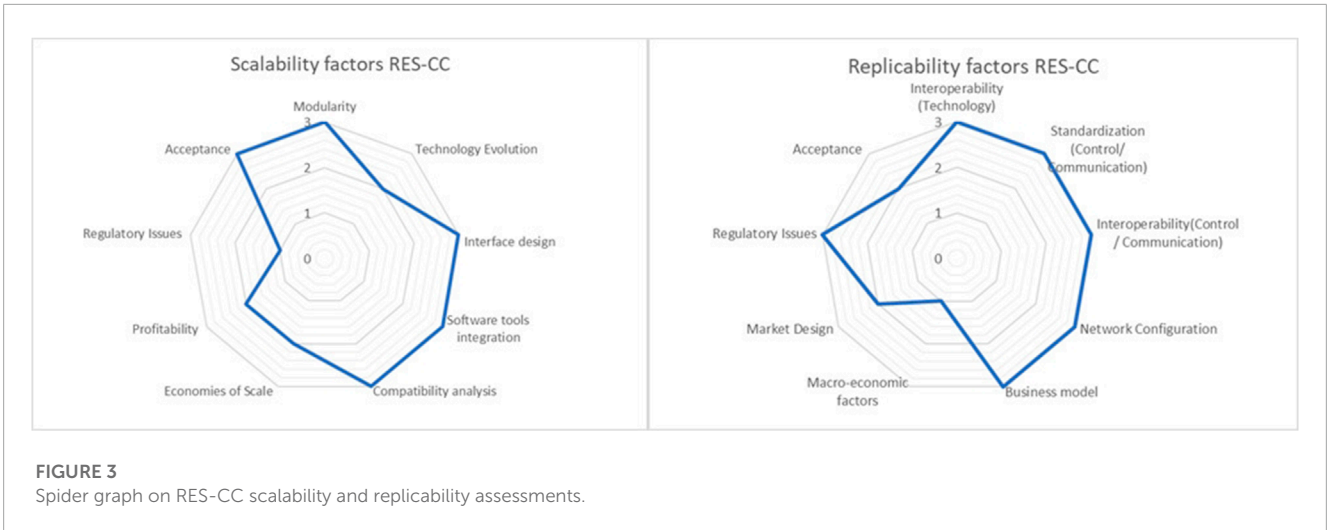 Scalability factors RES-CC
Modularity
3
Acceptance
Technology Evolution
2
1
Regulatory Issues
Interface design
0
Software tools
integration
Profitability
Economies of Scale
Compatibility analysis
Replicability factors RES-CC
Interoperability
(Technology)
3
Standardization
(Control/
Communication)
Acceptance
2
1
Regulatory Issues
Interoperability(Control
/ Communication)
0
Market Design
Network Configuration
Macro-economic
factors
Business model
FIGURE 3
Spider graph on RES-CC scalability and replicability assessments.